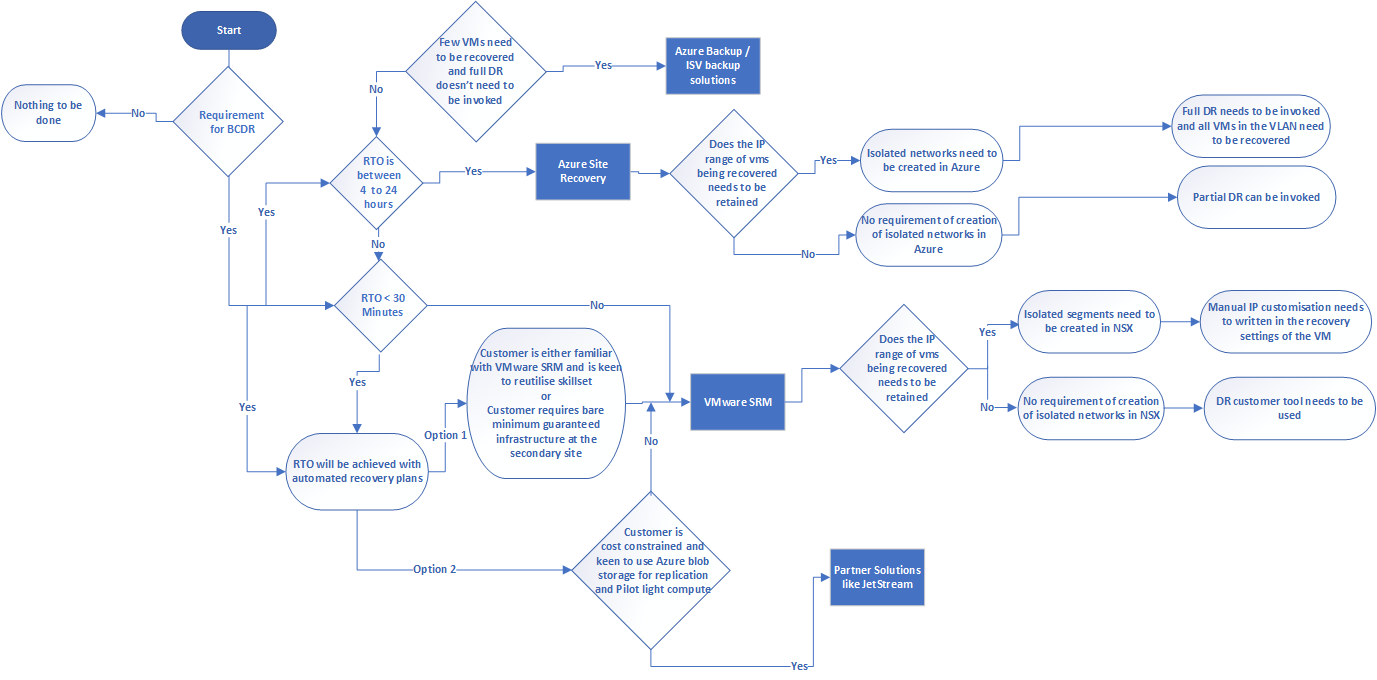 Start
Requirement
for BCDR
No
Nothing to be
done
Yes
Yes
Yes
Few VMs need
to be recovered
and full DR
doesn't need to
be invoked
Yes
Azure Backup /
ISV backup
solutions
No
RTO is
between
4 to 24
hours
Yes
Azure Site
Recovery
Does the IP
range of vms
being recovered
needs to be
retained
Yes
Isolated networks need to
be created in Azure
Full DR needs to be invoked
and all VMs in the VLAN need
to be recovered
No
No requirement of creation
of isolated networks in
Azure
Partial DR can be invoked
No
RTO < 30
Minutes
No
Yes
RTO will be achieved with
automated recovery plans
Option 1
Customer is either familiar
with VMware SRM and is keen
to reutilise skillset
or
Customer requires bare
minimum guaranteed
infrastructure at the
secondary site
VMware SRM
Does the IP
range of vms
being recovered
needs to be
retained
Yes
Isolated segments need to
be created in NSX
Manual IP customisation needs
to written in the recovery
settings of the VM
No
No requirement of creation
of isolated networks in NSX
DR customer tool needs to be
used
Option 2
Customer is
cost constrained and
keen to use Azure blob
storage for replication
and Pilot light compute
No
Yes
Partner Solutions
like JetStream